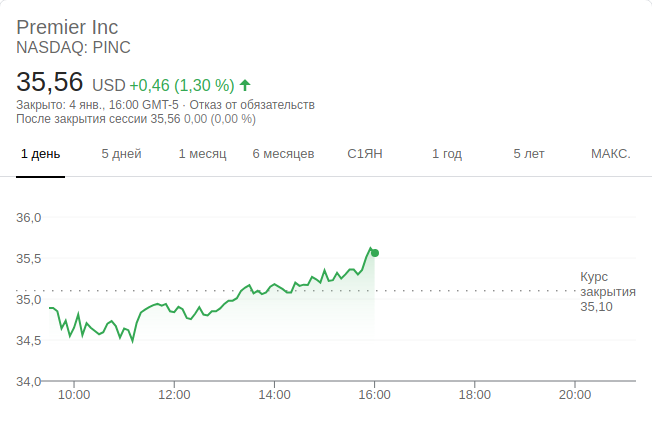 Premier Inc
NASDAQ: PINC
35,56 USD +0,46 (1,30 %)
Закрыто: 4 янв., 16:00 GMT-5 · Отказ от обязательств
После закрытия сессии 35,56 0,00 (0,00 %)
1 день 5 дней 1 месяц 6 месяцев С1ЯН 1 год 5 лет МАКС.
36,0
35,5
35,0
34,5
34,0
Курс
закрытия
35,10
10:00 12:00 14:00 16:00 18:00 20:00